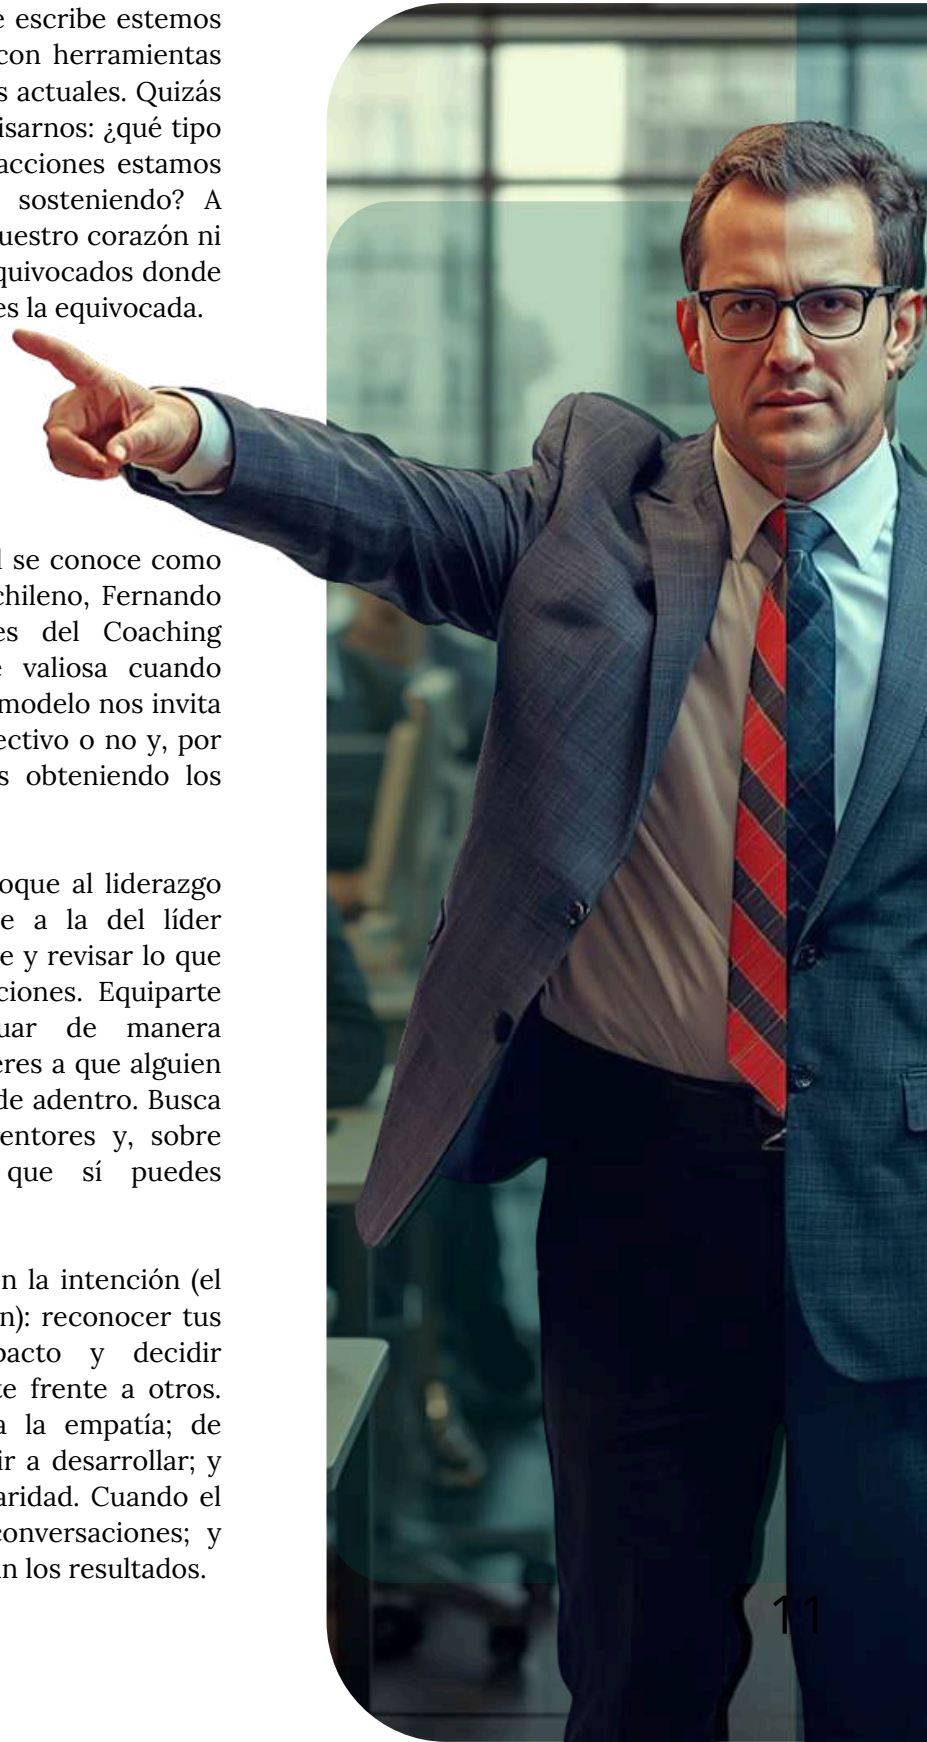 e escribe estemos
con herramientas
s actuales. Quizás
isarnos: ¿qué tipo
acciones estamos
sosteniendo? A
uestro corazón ni
quivocados donde
es la equivocada.
l se conoce como
chileno, Fernando
es del Coaching
e valiosa cuando
modelo nos invita
ectivo o no y, por
s obteniendo los
oque al liderazgo
e a la del líder
e y revisar lo que
ciones. Equiparte
uar de manera
eres a que alguien
de adentro. Busca
entores y, sobre
que sí puedes
n la intención (el
n): reconocer tus
pacto y decidir
te frente a otros.
a la empatía; de
ir a desarrollar; y
aridad. Cuando el
conversaciones; y
n los resultados.
11